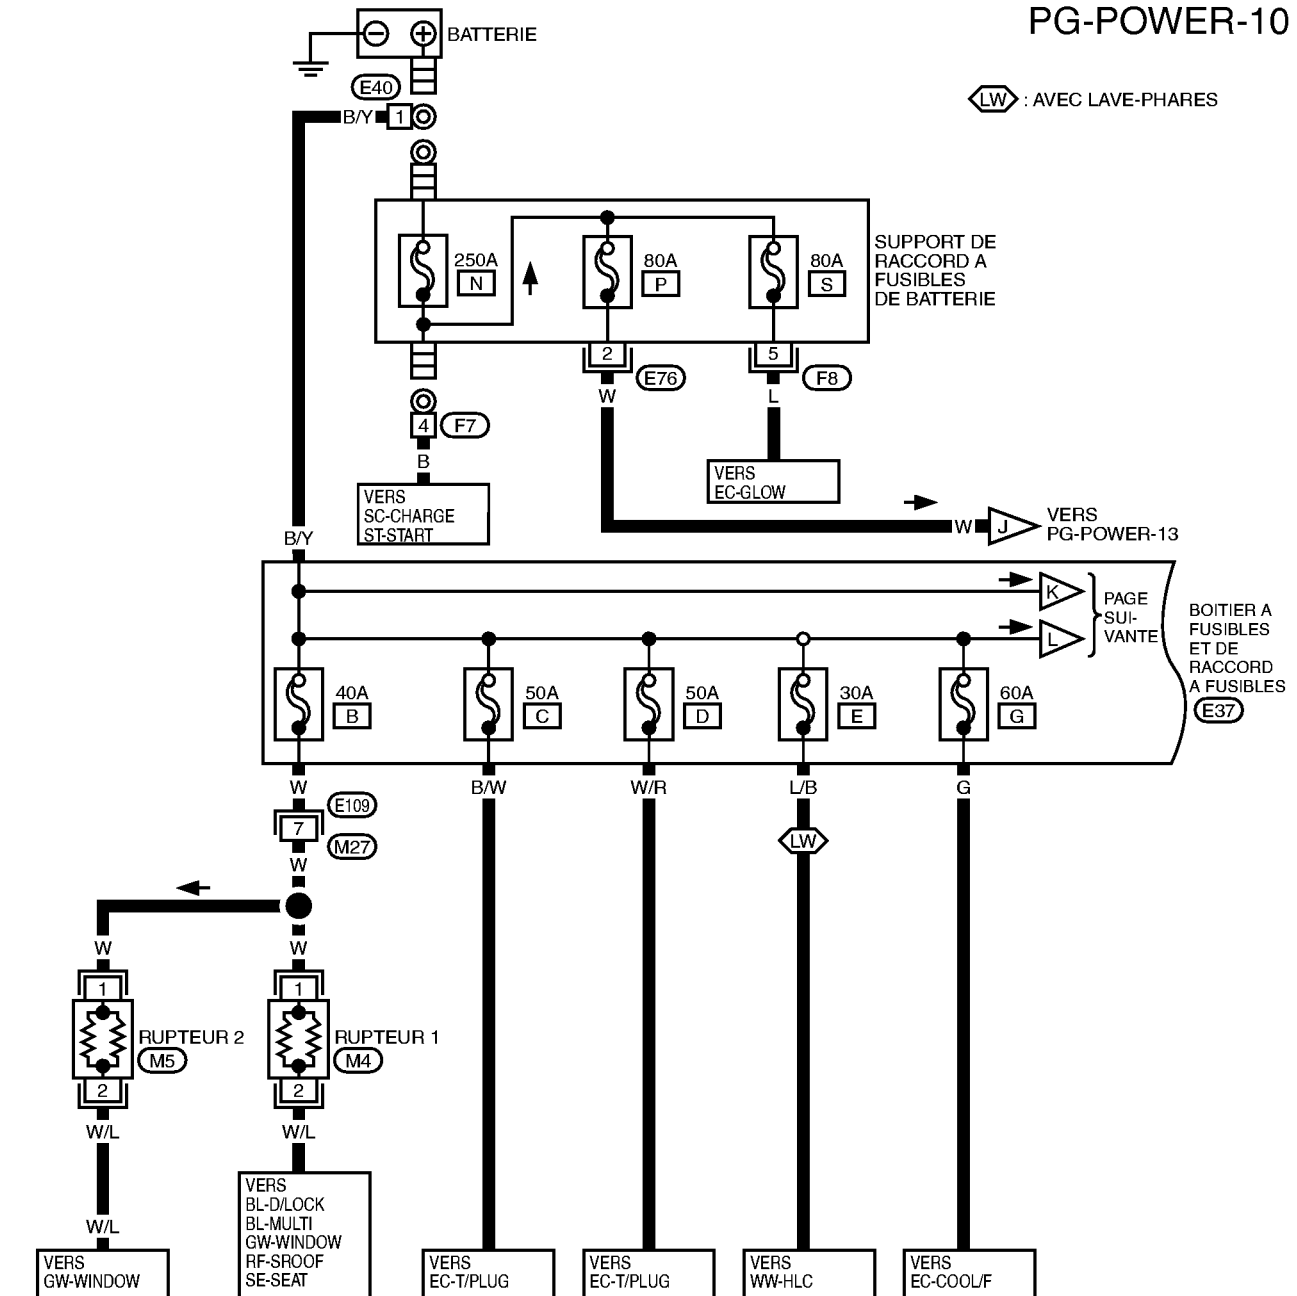 PG-POWER-10
BATTERIE
E40
LW : AVEC LAVE-PHARES
B/Y 1
250A
N
80A
P
80A
S
SUPPORT DE
RACCORD A
FUSIBLES
DE BATTERIE
2
E76
5
F8
W
L
4
F7
B
VERS
SC-CHARGE
ST-START
VERS
EC-GLOW
W
J
VERS
PG-POWER-13
B/Y
K
L
PAGE
SUI-
VANTE
BOITIER A
FUSIBLES
ET DE
RACCORD
A FUSIBLES
E37
40A
B
50A
C
50A
D
30A
E
60A
G
W
B/W
W/R
L/B
G
E109
7
M27
LW
W
W
W
1
1
RUPTEUR 2
M5
RUPTEUR 1
M4
2
2
W/L
W/L
W/L
VERS
GW-WINDOW
VERS
BL-D/LOCK
BL-MULTI
GW-WINDOW
RF-SROOF
SE-SEAT
VERS
EC-T/PLUG
VERS
EC-T/PLUG
VERS
WW-HLC
VERS
EC-COOL/F